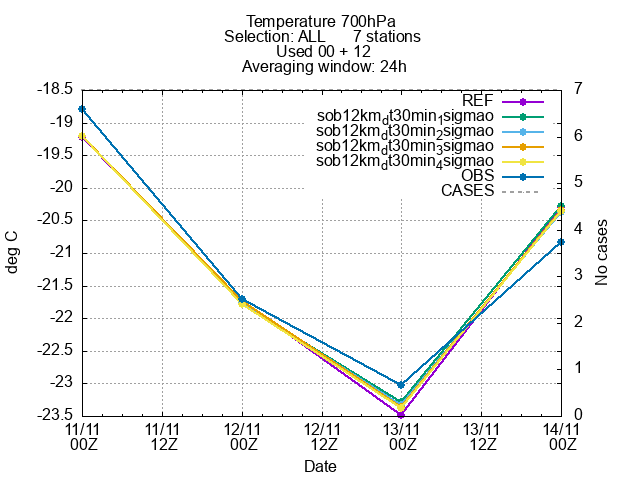 Temperature 700hPa
Selection: ALL 7 stations
Used 00 + 12
Averaging window: 24h
-18.5
-19
-19.5
-20
-20.5
-21
-21.5
-22
-22.5
-23
-23.5
deg C
7
6
5
4
3
2
1
0
No cases
REF
sob12km_dt30min_1sigmao
sob12km_dt30min_2sigmao
sob12km_dt30min_3sigmao
sob12km_dt30min_4sigmao
OBS
CASES
11/11 11/11 12/11 12/11 13/11 13/11 14/11
00Z 12Z 00Z 12Z 00Z 12Z 00Z
Date